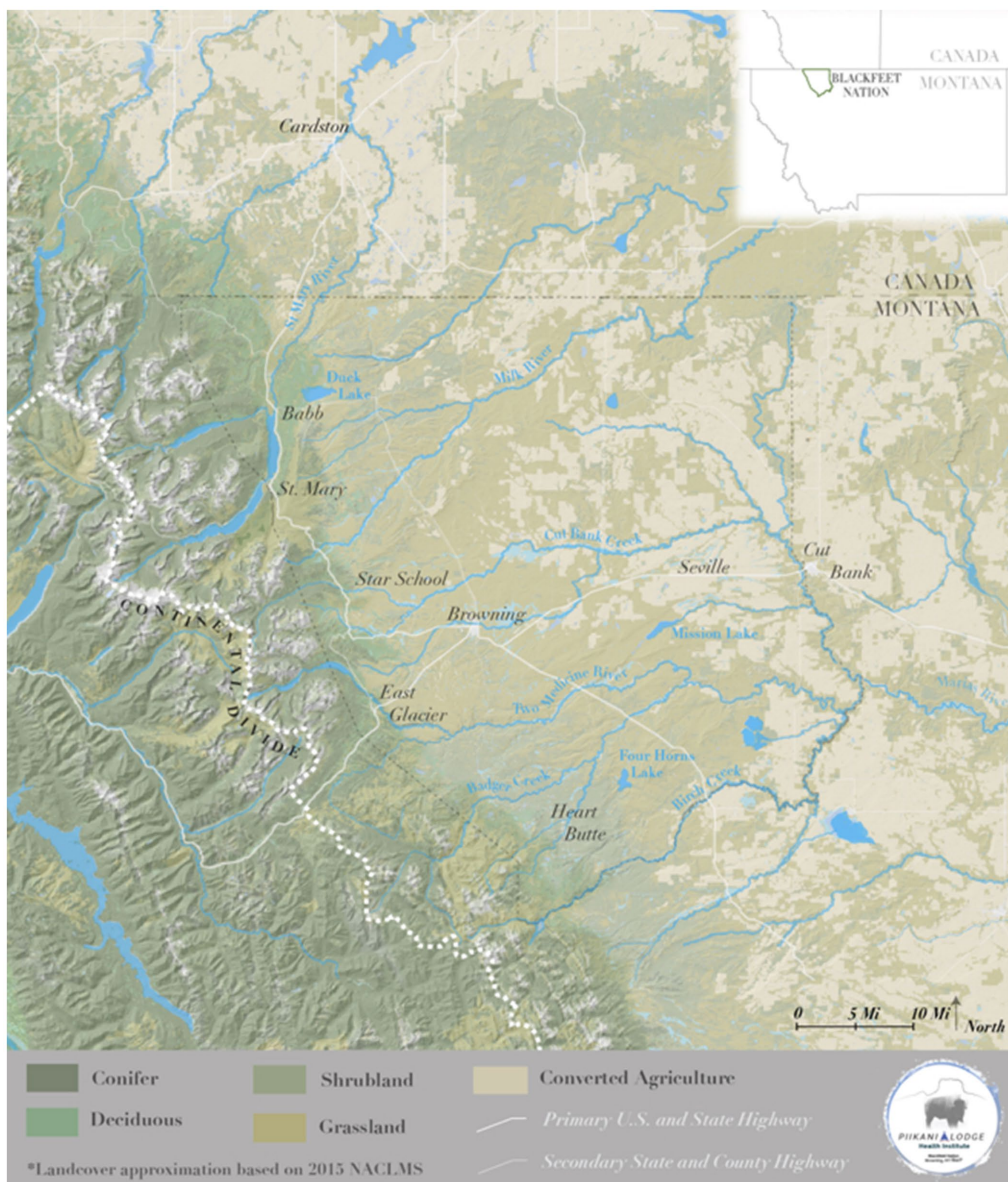 CANADA
MONTANA
BLACKFEET
NATION
Cardston
CANADA
MONTANA
St Mary River
Duck
Lake
Milk River
Babb
St. Mary
Cut Bank Creek
Cut
Bank
Seville
Star School
Browning
Mission Lake
CONTINENTAL DIVIDE
East
Glacier
Two Medicine River
Four Horns
Lake
Badger Creek
Birch Creek
Heart
Butte
0 5 Mi 10 Mi
North
Conifer
Deciduous
Shrubland
Grassland
Converted Agriculture
Primary U.S. and State Highway
Secondary State and County Highway
*Landcover approximation based on 2015 NACLMS
PIIKANI LODGE
Health Institute